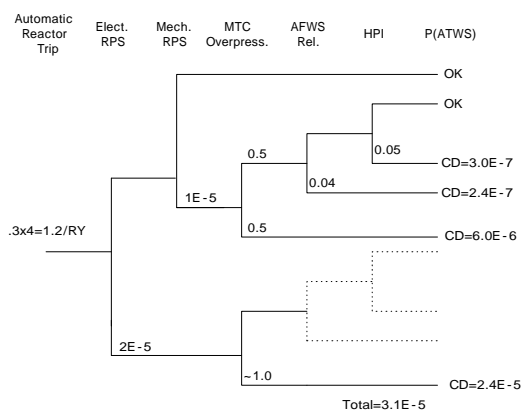 Automatic
Reactor
Trip
Elect.
RPS
Mech.
RPS
MTC
Overpress.
AFWS
Rel.
HPI
P(ATWS)
OK
OK
0.05
0.5
CD=3.0E-7
0.04
CD=2.4E-7
1E-5
.3x4=1.2/RY
0.5
CD=6.0E-6
2E-5
~1.0
CD=2.4E-5
Total=3.1E-5